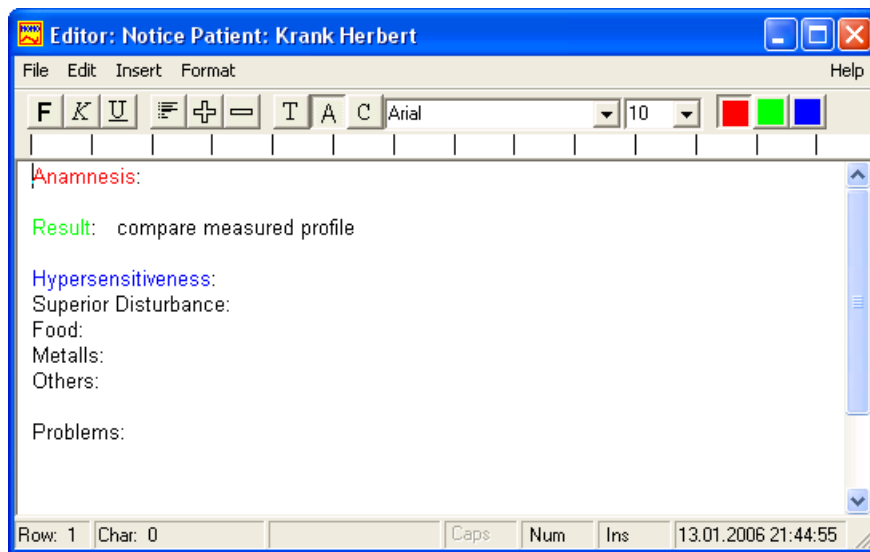 Editor: Notice Patient: Krank Herbert
File Edit Insert Format Help
F K U T A C Arial 10
Anamnesis:
Result: compare measured profile
Hypersensitiveness:
Superior Disturbance:
Food:
Metalls:
Others:
Problems:
Row: 1 Char: 0 Caps Num Ins 13.01.2006 21:44:55